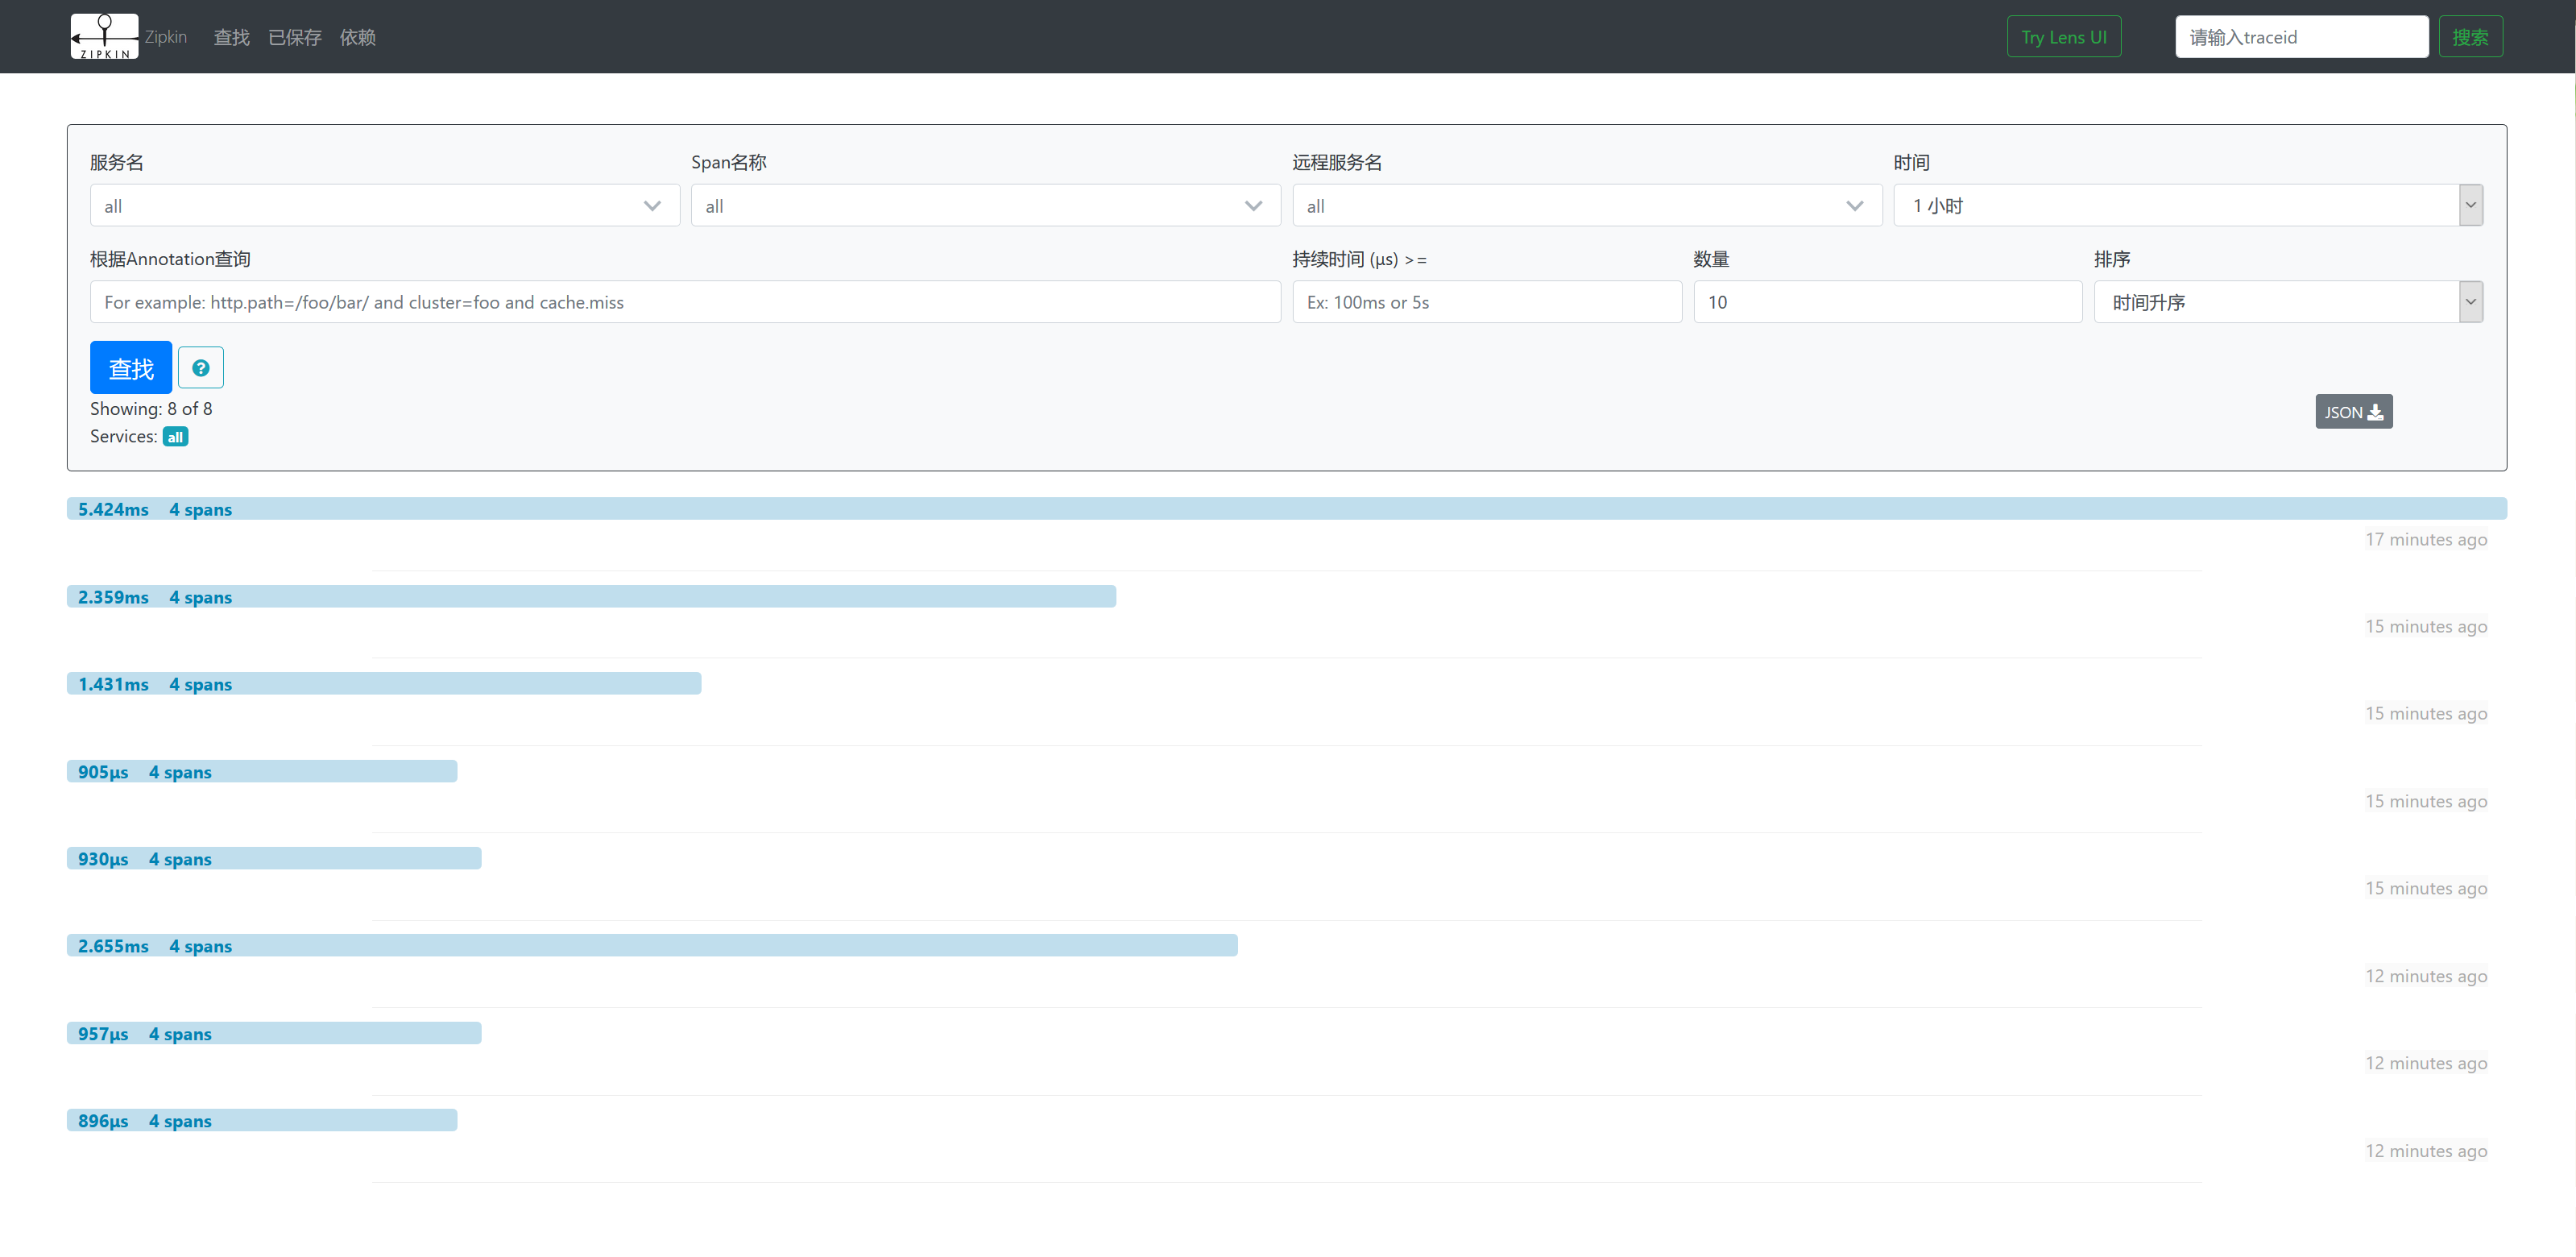 ZIPKIN Zipkin 查找 已保存 依赖 Try Lens UI 请输入traceid 搜索
服务名 Span名称 远程服务名 时间
all all all 1 小时
根据Annotation查询 持续时间 (μs) >= 数量 排序
For example: http.path=/foo/bar/ and cluster=foo and cache.miss Ex: 100ms or 5s 10 时间升序
查找 ?
Showing: 8 of 8
JSON
Services: all
5.424ms 4 spans
17 minutes ago
2.359ms 4 spans
15 minutes ago
1.431ms 4 spans
15 minutes ago
905μs 4 spans
15 minutes ago
930μs 4 spans
15 minutes ago
2.655ms 4 spans
12 minutes ago
957μs 4 spans
12 minutes ago
896μs 4 spans
12 minutes ago